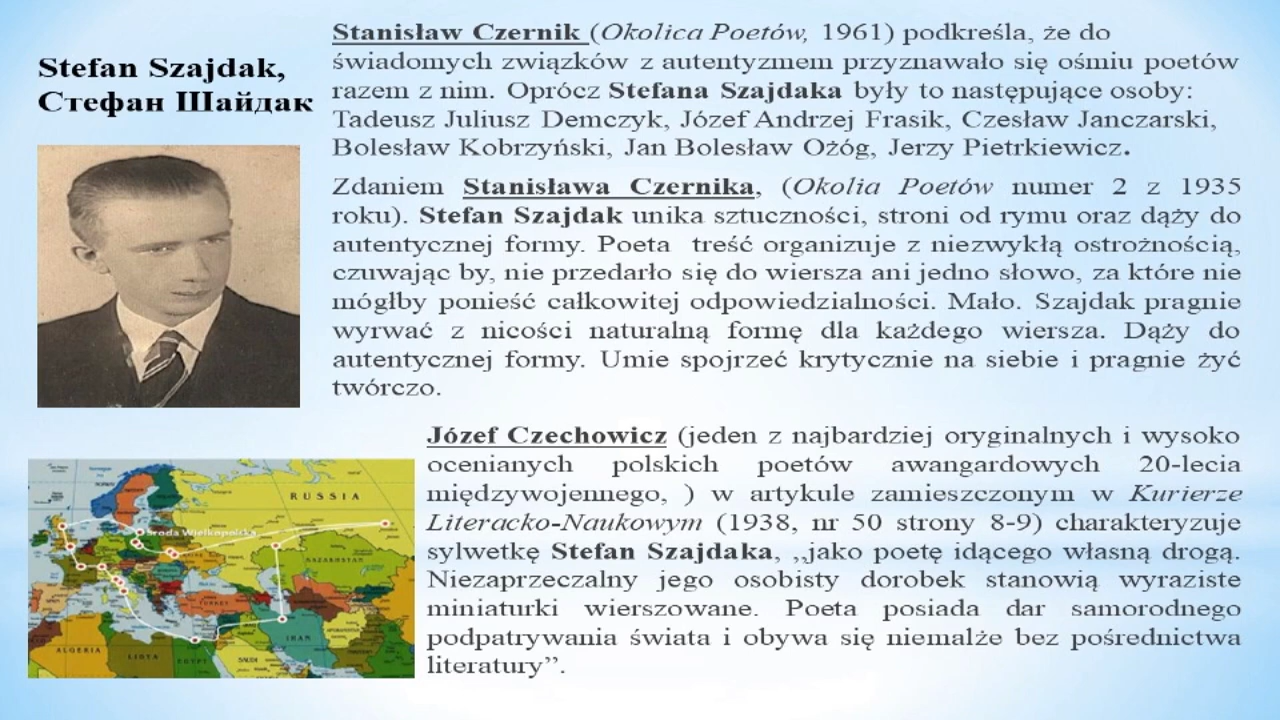 Stefan Szajdak,
Стефан Шайдак
Stanisław Czernik (Okolica Poetów, 1961) podkreśla, że do
świadomych związków z autentyzmem przyznawało się ośmiu poetów
razem z nim. Oprócz Stefana Szajdaka były to następujące osoby:
Tadeusz Juliusz Demczyk, Józef Andrzej Frasik, Czesław Janczarski,
Bolesław Kobrzyński, Jan Bolesław Ożóg, Jerzy Pietrkiewicz.
Zdaniem Stanisława Czernika, (Okolia Poetów numer 2 z 1935
roku). Stefan Szajdak unika sztuczności, stroni od rymu oraz dąży do
autentycznej formy. Poeta treść organizuje z niezwykłą ostrożnością,
czuwając by, nie przedarło się do wiersza ani jedno słowo, za które nie
mógłby ponieść całkowitej odpowiedzialności. Mało. Szajdak pragnie
wyrwać z nicości naturalną formę dla każdego wiersza. Dąży do
autentycznej formy. Umie spojrzeć krytycznie na siebie i pragnie żyć
twórczo.
Józef Czechowicz (jeden z najbardziej oryginalnych i wysoko
ocenianych polskich poetów awangardowych 20-lecia
międzywojennego, ) w artykule zamieszczonym w Kurierze
Literacko-Naukowym (1938, nr 50 strony 8-9) charakteryzuje
sylwetkę Stefan Szajdaka, ,,jako poetę idącego własną drogą.
Niezaprzeczalny jego osobisty dorobek stanowią wyraziste
miniaturki wierszowane. Poeta posiada dar samorodnego
podpatrywania świata i obywa się niemalże bez pośrednictwa
literatury”.
RUSSIA
Środa Wielkopolska
KAZAKHSTAN
TURKEY
IRAN
ALGERIA
LIBYA
EGYPT
SAUDI